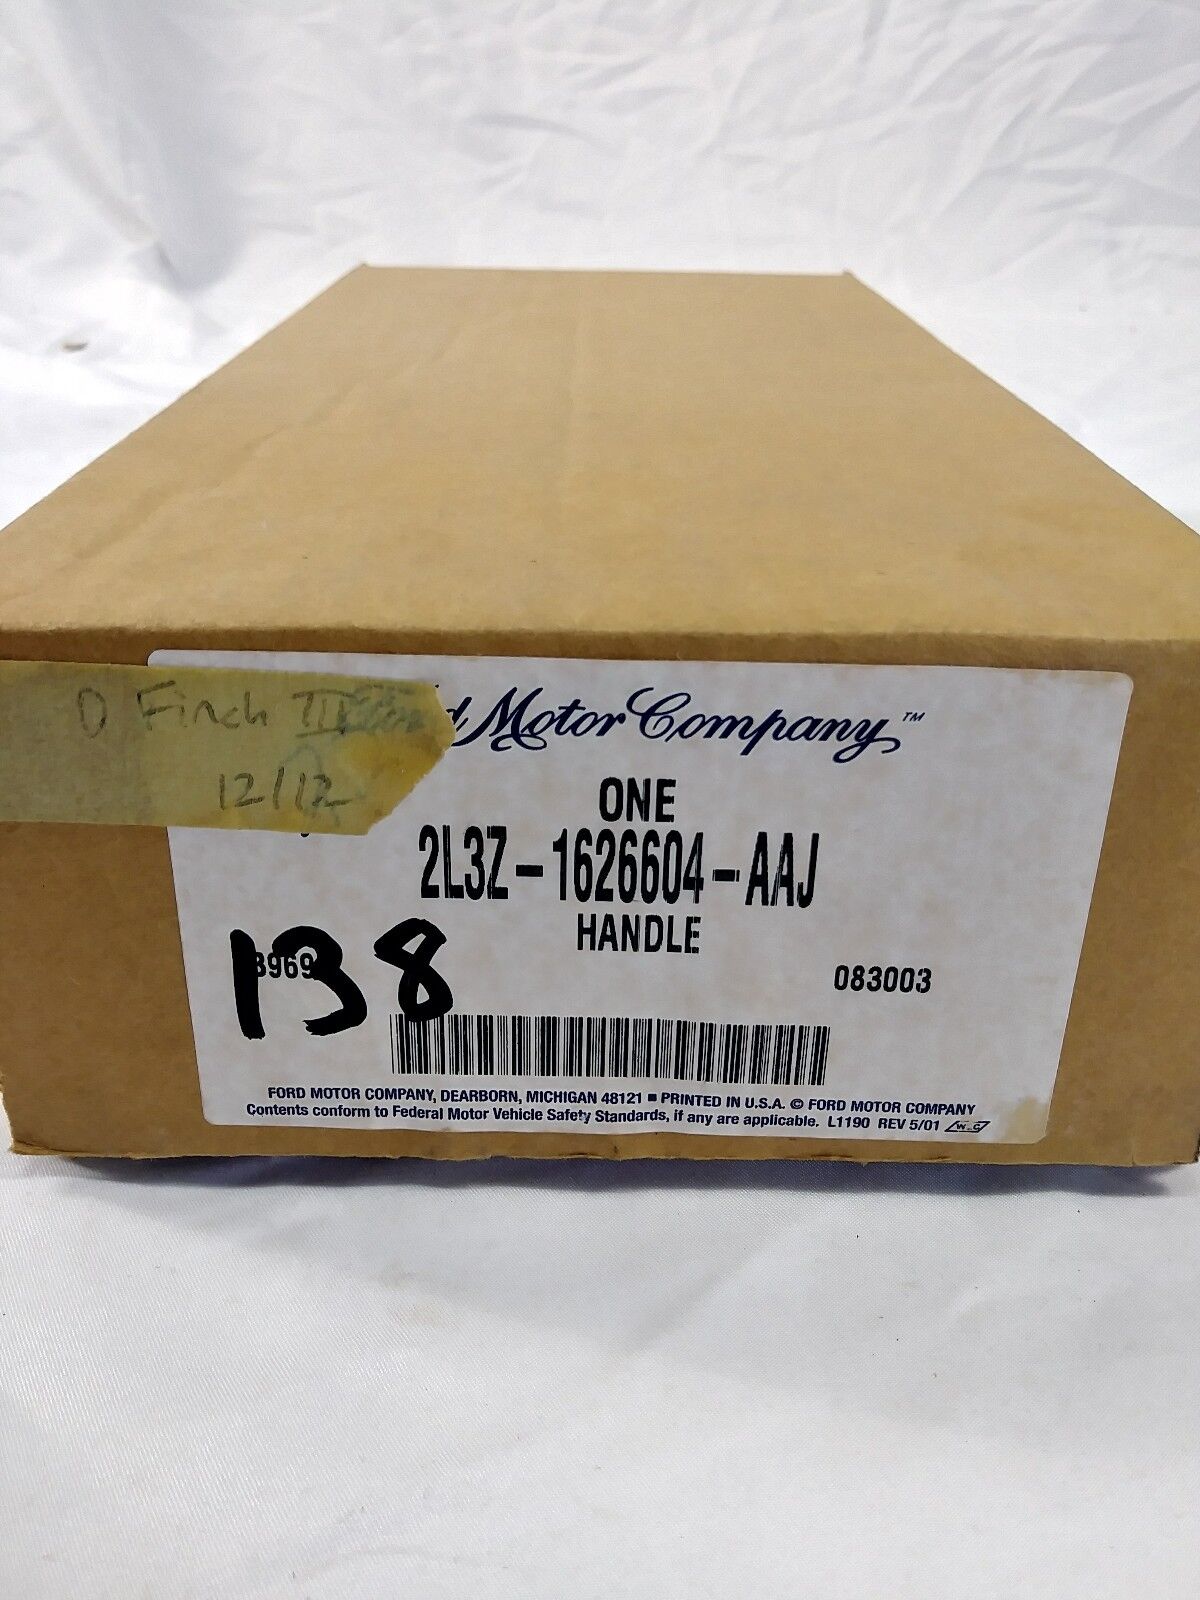 D Finch III
12/12
Motor Company™
ONE
2L3Z-1626604-AAJ
HANDLE
138
083003
FORD MOTOR COMPANY, DEARBORN, MICHIGAN 48121 ■ PRINTED IN U.S.A. © FORD MOTOR COMPANY
Contents conform to Federal Motor Vehicle Safety Standards, if any are applicable. L1190 REV 5/01 W-C